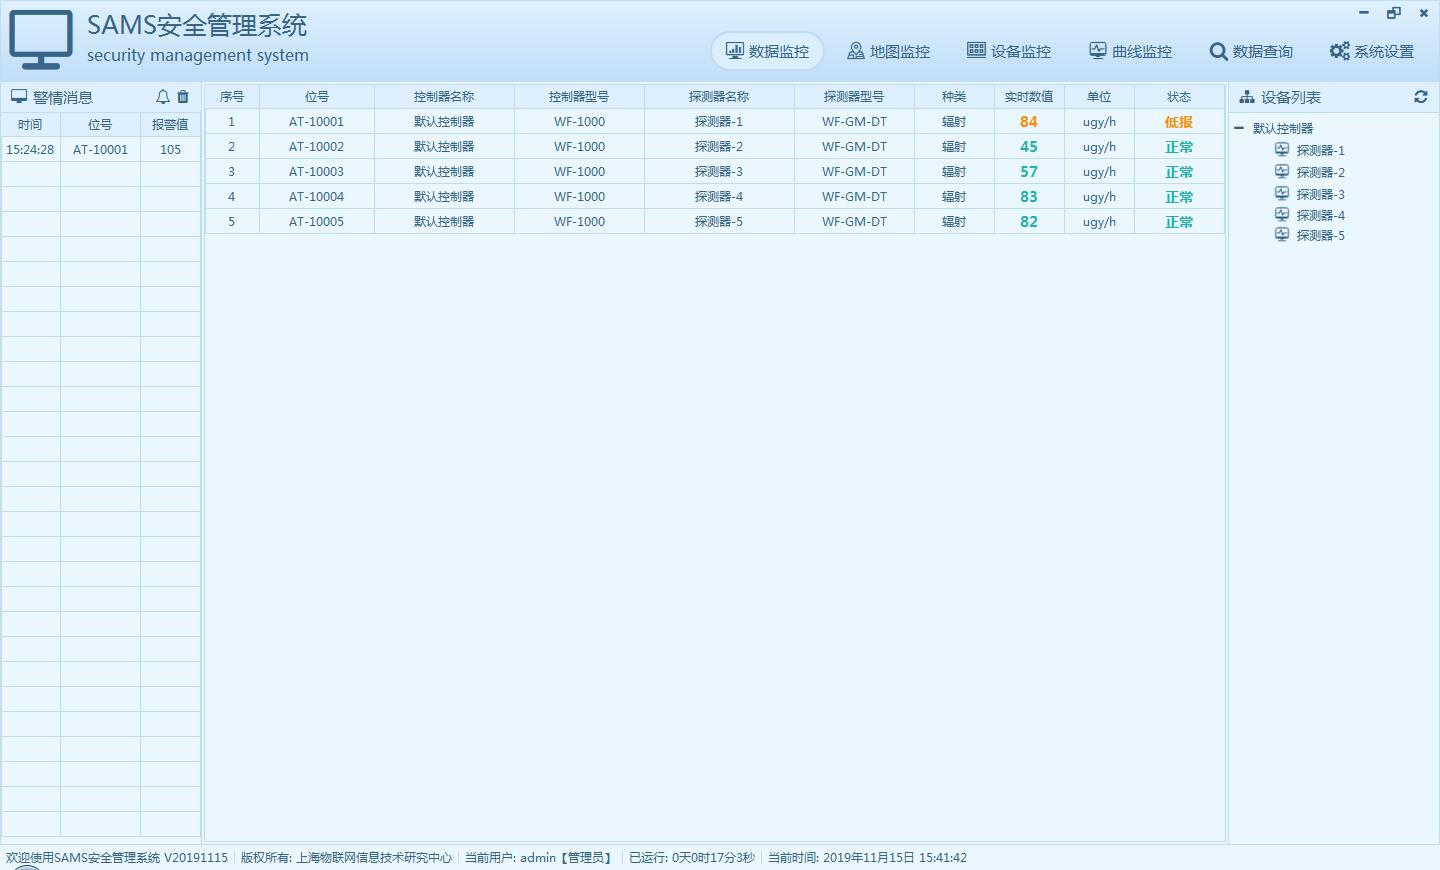 SAMS安全管理系统
security management system
数据监控 地图监控 设备监控 曲线监控 数据查询 系统设置
警情消息
时间 位号 报警值
15:24:28 AT-10001 105
序号 位号 控制器名称 控制器型号 探测器名称 探测器型号 种类 实时数值 单位 状态
1 AT-10001 默认控制器 WF-1000 探测器-1 WF-GM-DT 辐射 84 ugy/h 低报
2 AT-10002 默认控制器 WF-1000 探测器-2 WF-GM-DT 辐射 45 ugy/h 正常
3 AT-10003 默认控制器 WF-1000 探测器-3 WF-GM-DT 辐射 57 ugy/h 正常
4 AT-10004 默认控制器 WF-1000 探测器-4 WF-GM-DT 辐射 83 ugy/h 正常
5 AT-10005 默认控制器 WF-1000 探测器-5 WF-GM-DT 辐射 82 ugy/h 正常
设备列表
默认控制器
探测器-1
探测器-2
探测器-3
探测器-4
探测器-5
欢迎使用SAMS安全管理系统 V20191115 版权所有: 上海物联网信息技术研究中心 当前用户: admin【管理员】 已运行: 0天0时17分3秒 当前时间: 2019年11月15日 15:41:42